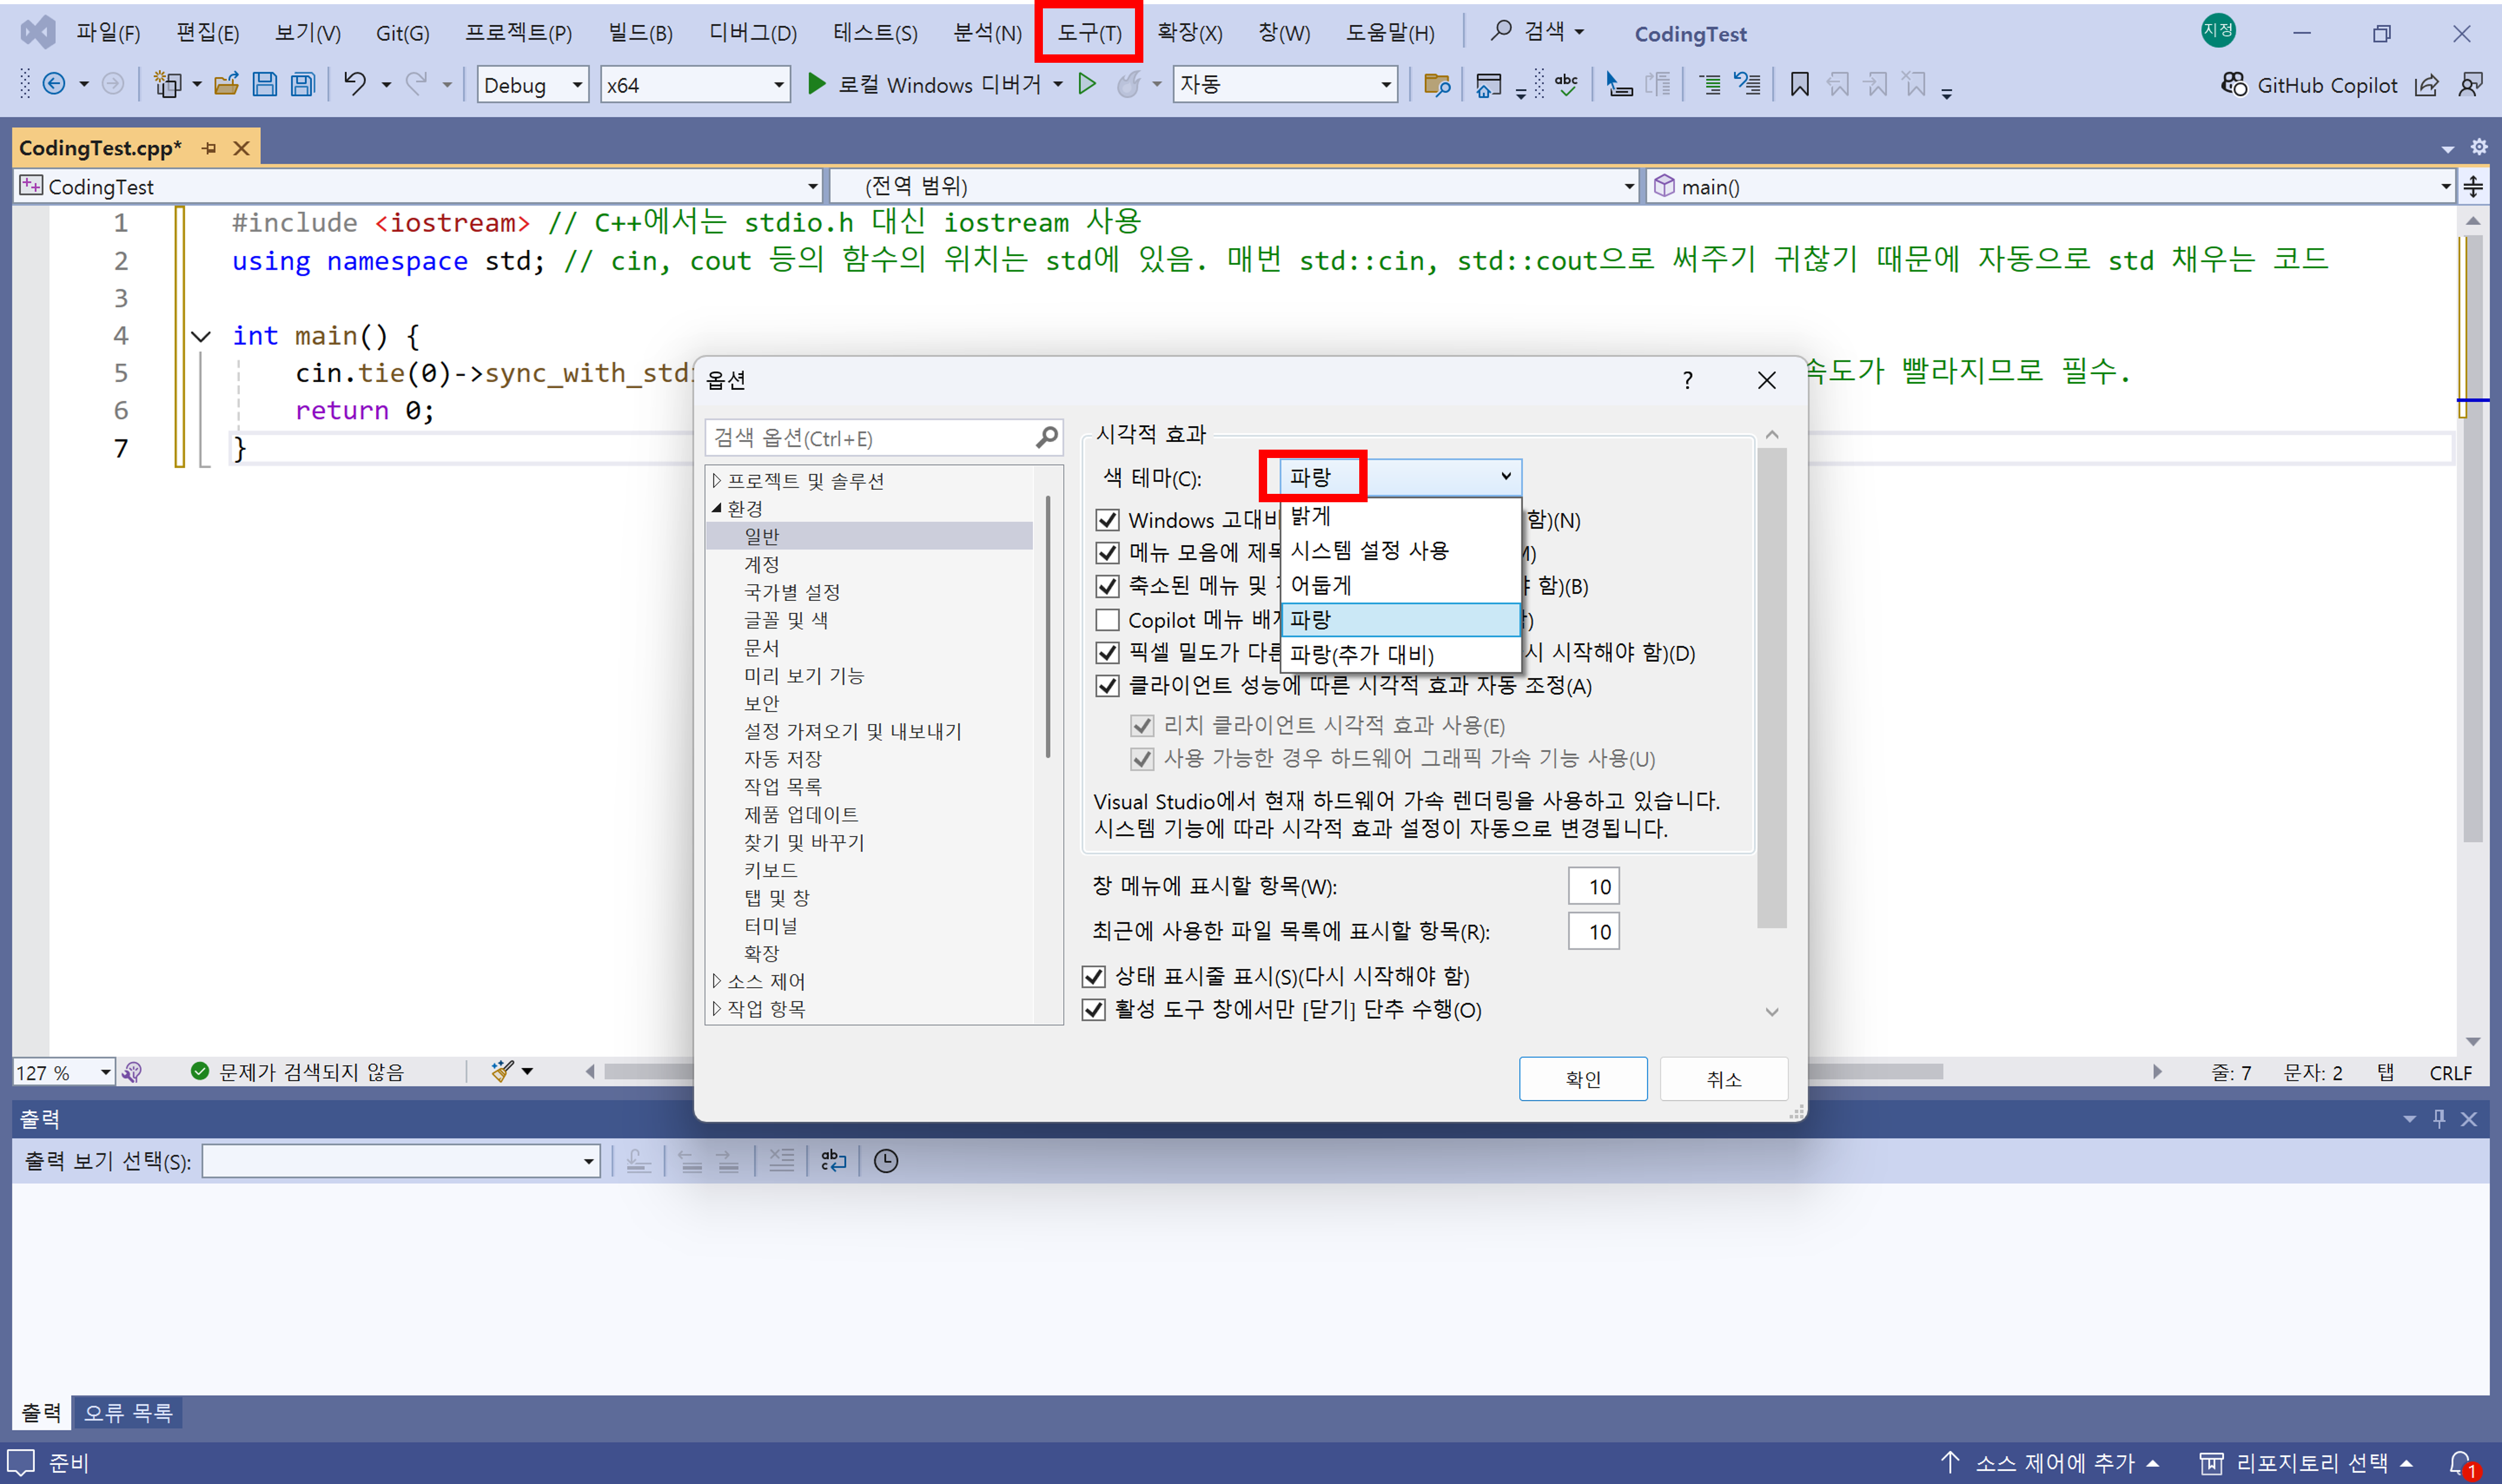 파일(F) 편집(E) 보기(V) Git(G) 프로젝트(P) 빌드(B) 디버그(D) 테스트(S) 분석(N) 도구(T) 확장(X) 창(W) 도움말(H) 검색 CodingTest 지정
Debug x64 로컬 Windows 디버거 자동 abc GitHub Copilot
CodingTest.cpp*
CodingTest (전역 범위) main()
1 #include <iostream> // C++에서는 stdio.h 대신 iostream 사용
2 using namespace std; // cin, cout 등의 함수의 위치는 std에 있음. 매번 std::cin, std::cout으로 써주기 귀찮기 때문에 자동으로 std 채우는 코드
3
4 int main() {
5 cin.tie(0)->sync_with_std 속도가 빨라지므로 필수.
6 return 0;
7 }
옵션 ?
검색 옵션(Ctrl+E)
프로젝트 및 솔루션
환경
일반
계정
국가별 설정
글꼴 및 색
문서
미리 보기 기능
보안
설정 가져오기 및 내보내기
자동 저장
작업 목록
제품 업데이트
찾기 및 바꾸기
키보드
탭 및 창
터미널
확장
소스 제어
작업 항목
시각적 효과
색 테마(C): 파랑
밝게
시스템 설정 사용
어둡게
파랑
파랑(추가 대비)
Windows 고대비 함)(N)
메뉴 모음에 제목
축소된 메뉴 및 함)(B)
Copilot 메뉴
픽셀 밀도가 다른 시 시작해야 함)(D)
클라이언트 성능에 따른 시각적 효과 자동 조정(A)
리치 클라이언트 시각적 효과 사용(E)
사용 가능한 경우 하드웨어 그래픽 가속 기능 사용(U)
Visual Studio에서 현재 하드웨어 가속 렌더링을 사용하고 있습니다.
시스템 기능에 따라 시각적 효과 설정이 자동으로 변경됩니다.
창 메뉴에 표시할 항목(W): 10
최근에 사용한 파일 목록에 표시할 항목(R): 10
상태 표시줄 표시(S)(다시 시작해야 함)
활성 도구 창에서만 [닫기] 단추 수행(O)
확인 취소
127 % 문제가 검색되지 않음 줄: 7 문자: 2 탭 CRLF
출력
출력 보기 선택(S):
출력 오류 목록
준비 소스 제어에 추가 리포지토리 선택 1